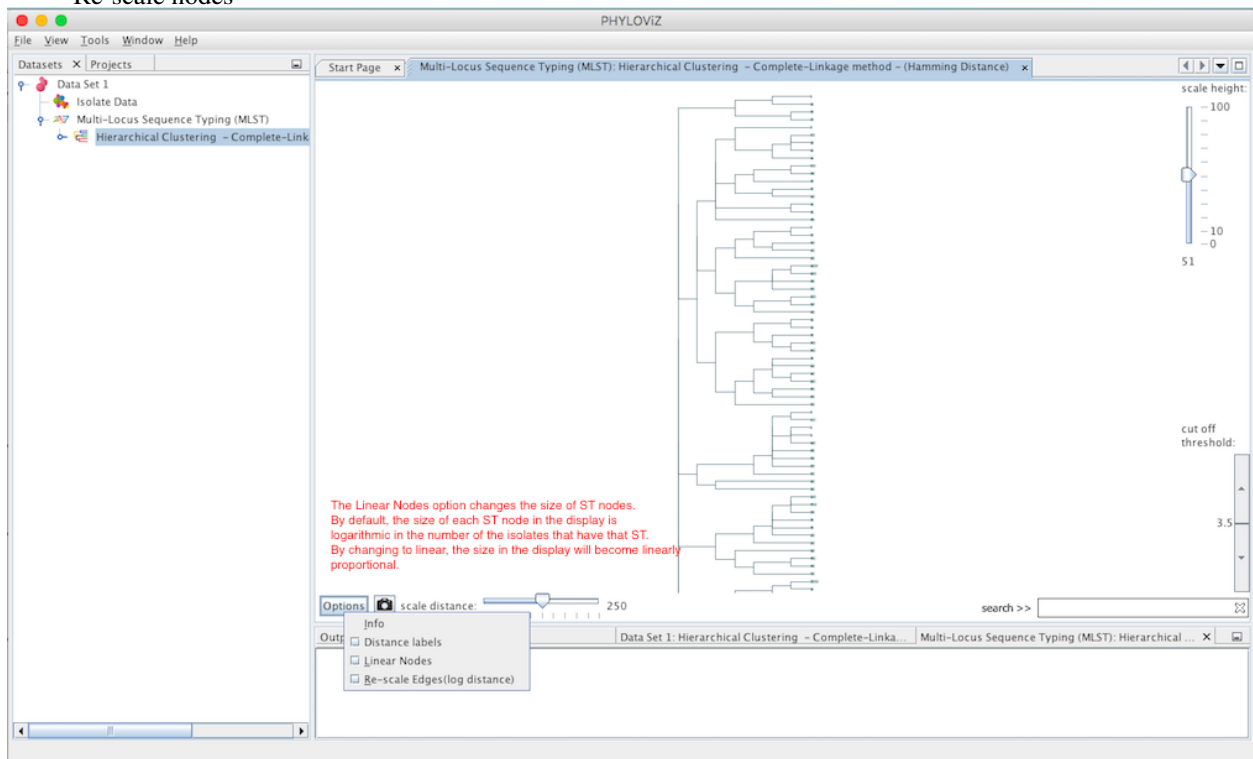 Re-scale nodes
PHYLOViZ
File View Tools Window Help
Datasets X Projects
Data Set 1
Isolate Data
Multi-Locus Sequence Typing (MLST)
Hierarchical Clustering - Complete-Link
Start Page x Multi-Locus Sequence Typing (MLST): Hierarchical Clustering - Complete-Linkage method - (Hamming Distance) x
scale height:
100
10
0
51
cut off
threshold:
3.5
The Linear Nodes option changes the size of ST nodes.
By default, the size of each ST node in the display is
logarithmic in the number of the isolates that have that ST.
By changing to linear, the size in the display will become linearly
proportional.
Options scale distance: 250 search >>
Info
Distance labels
Linear Nodes
Re-scale Edges(log distance)
Outp
Data Set 1: Hierarchical Clustering - Complete-Linka... Multi-Locus Sequence Typing (MLST): Hierarchical ... X